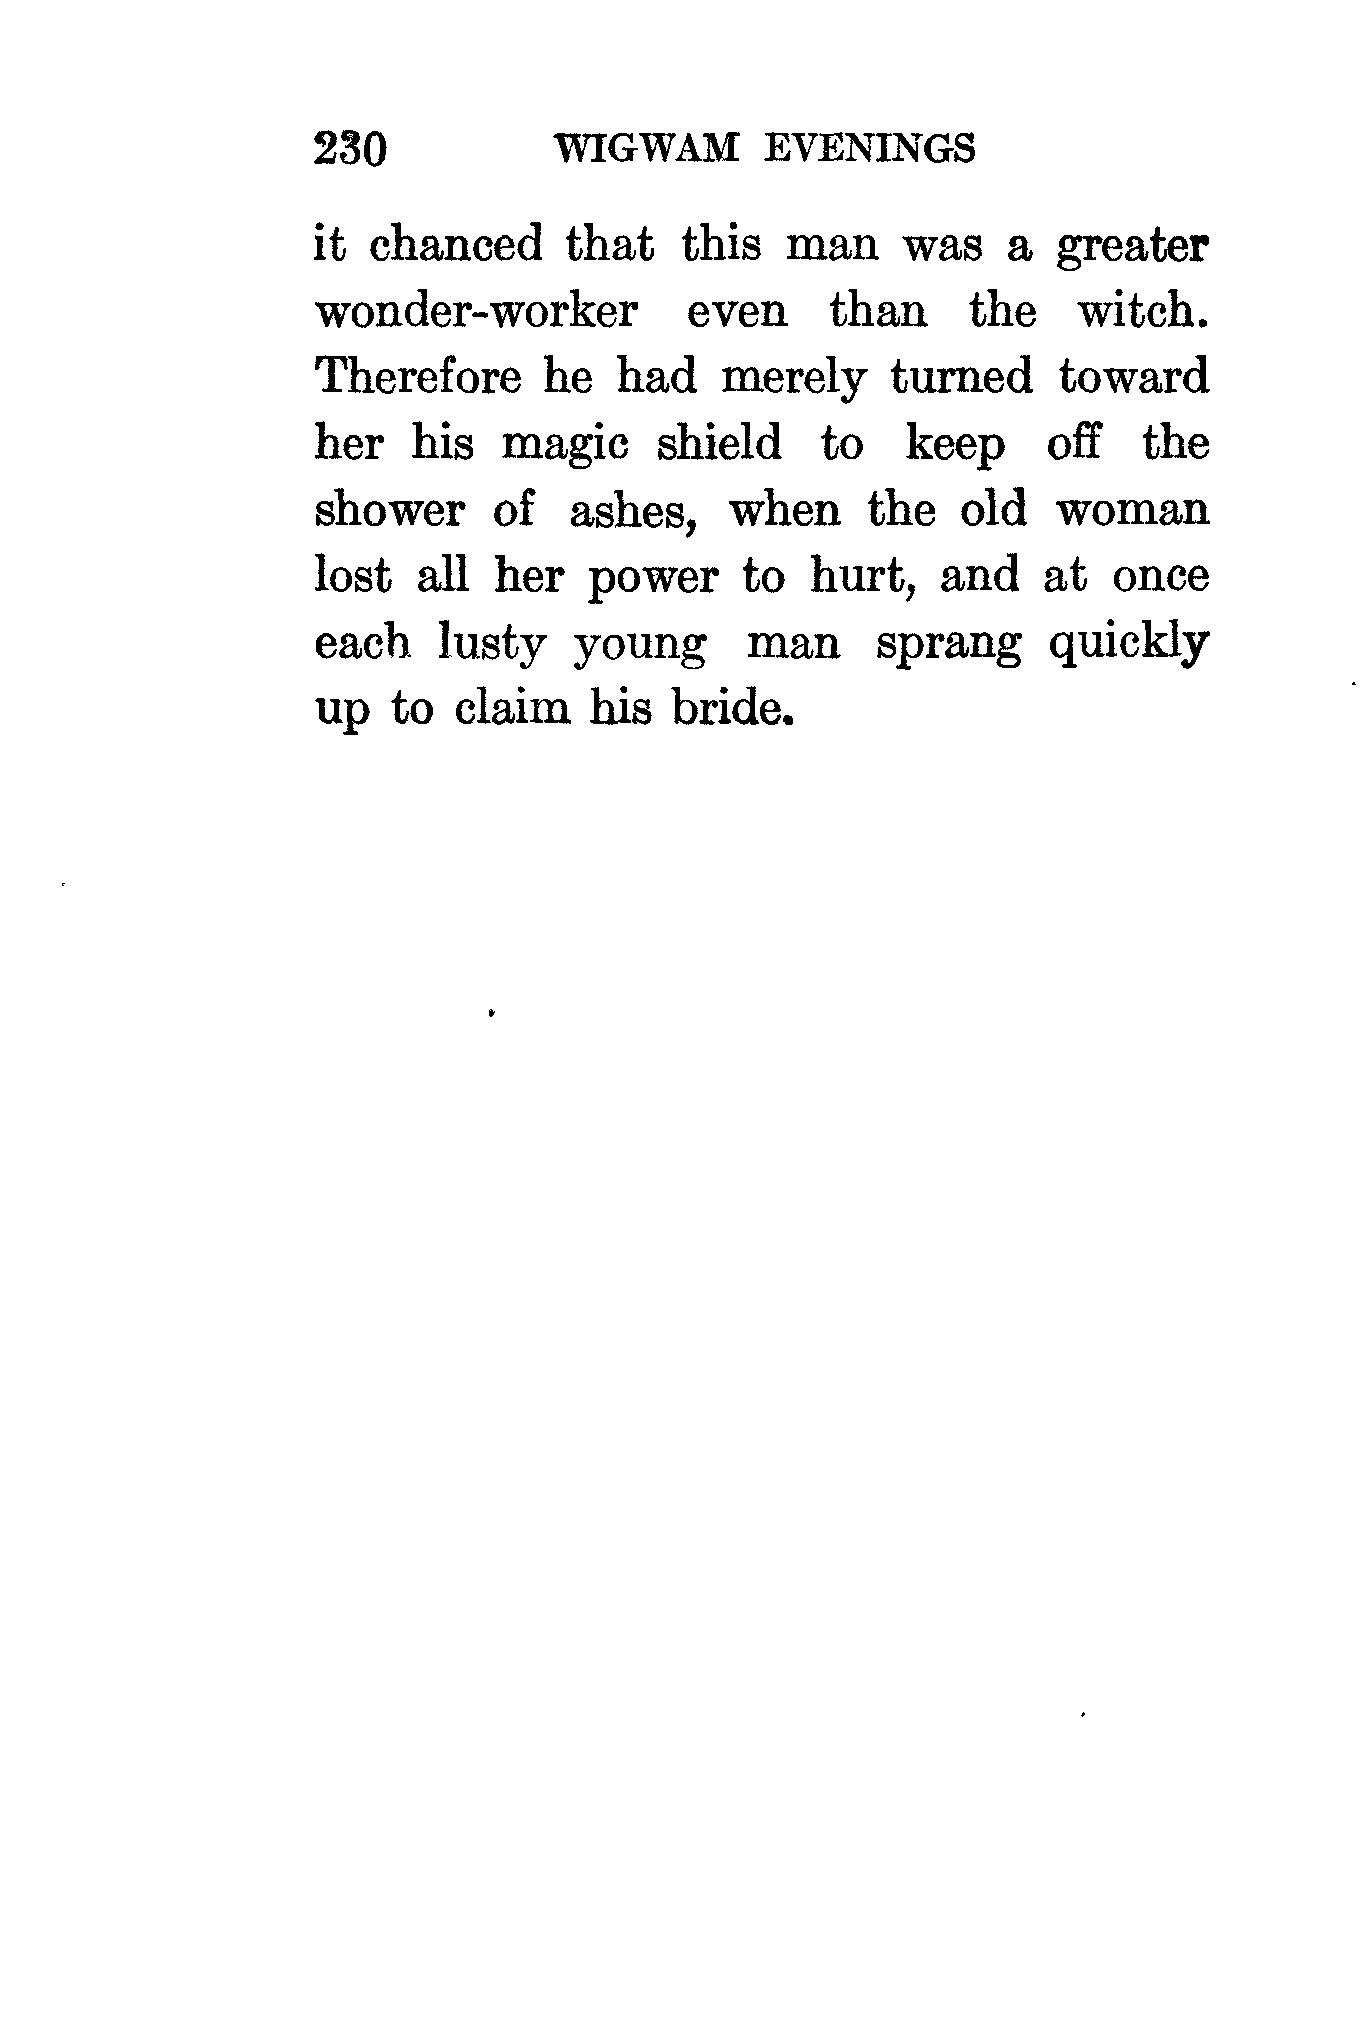 230 WIGWAM EVENINGS
it chanced that this man was a greater
wonder-worker even than the witch.
Therefore he had merely turned toward
her his magic shield to keep off the
shower of ashes, when the old woman
lost all her power to hurt, and at once
each lusty young man sprang quickly
up to claim his bride.